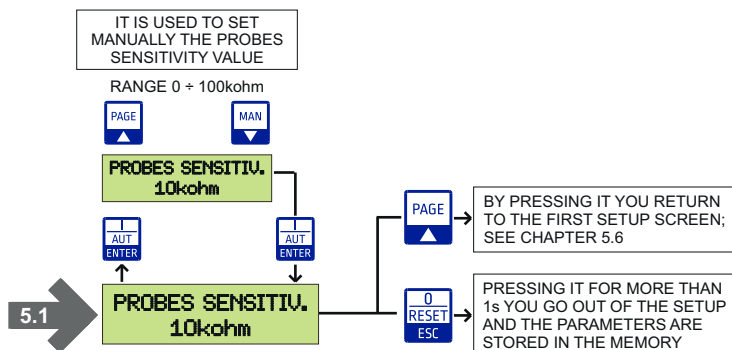 IT IS USED TO SET
MANUALLY THE PROBES
SENSITIVITY VALUE
RANGE 0 ÷ 100kohm
PAGE
MAN
PROBES SENSITIV.
10kohm
I
AUT
ENTER
I
AUT
ENTER
PAGE
BY PRESSING IT YOU RETURN
TO THE FIRST SETUP SCREEN;
SEE CHAPTER 5.6
5.1
PROBES SENSITIV.
10kohm
0
RESET
ESC
PRESSING IT FOR MORE THAN
1s YOU GO OUT OF THE SETUP
AND THE PARAMETERS ARE
STORED IN THE MEMORY